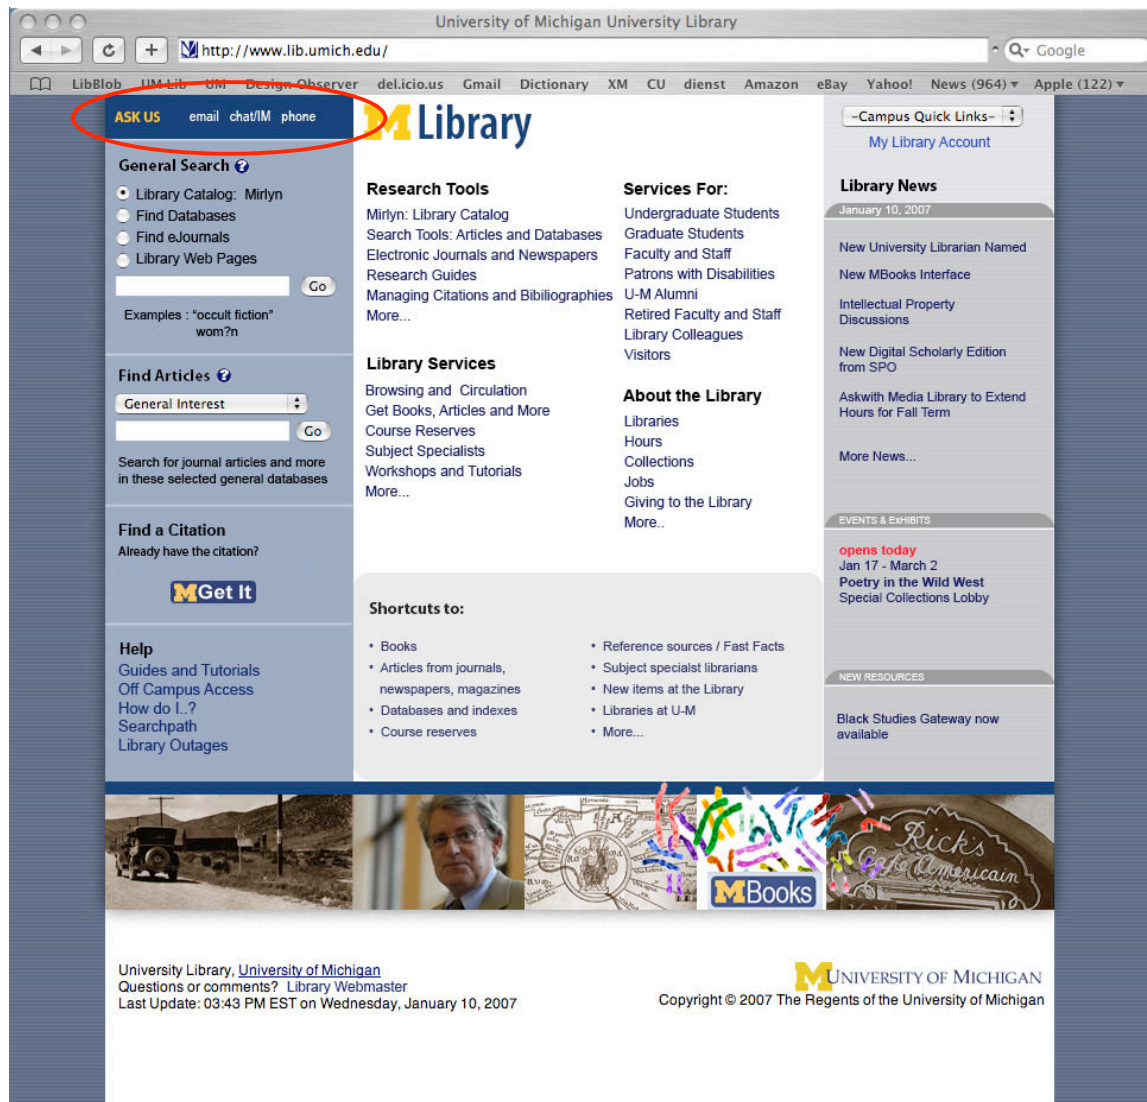 University of Michigan University Library
http://www.lib.umich.edu/
Google
LibBlob UM Lib UM Design Observer del.icio.us Gmail Dictionary XM CU dienst Amazon eBay Yahoo! News (964) Apple (122)
ASK US email chat/IM phone
General Search ?
Library Catalog: Mirlyn
Find Databases
Find eJournals
Library Web Pages
Go
Examples : “occult fiction”
wom?n
Find Articles ?
General Interest
Go
Search for journal articles and more
in these selected general databases
Find a Citation
Already have the citation?
MGet It
Help
Guides and Tutorials
Off Campus Access
How do I..?
Searchpath
Library Outages
M Library
Research Tools
Mirlyn: Library Catalog
Search Tools: Articles and Databases
Electronic Journals and Newspapers
Research Guides
Managing Citations and Bibiliographies
More...
Library Services
Browsing and Circulation
Get Books, Articles and More
Course Reserves
Subject Specialists
Workshops and Tutorials
More...
Services For:
Undergraduate Students
Graduate Students
Faculty and Staff
Patrons with Disabilities
U-M Alumni
Retired Faculty and Staff
Library Colleagues
Visitors
About the Library
Libraries
Hours
Collections
Jobs
Giving to the Library
More..
Shortcuts to:
• Books
• Articles from journals,
newspapers, magazines
• Databases and indexes
• Course reserves
• Reference sources / Fast Facts
• Subject specialst librarians
• New items at the Library
• Libraries at U-M
• More...
-Campus Quick Links-
My Library Account
Library News
January 10, 2007
New University Librarian Named
New MBooks Interface
Intellectual Property
Discussions
New Digital Scholarly Edition
from SPO
Askwith Media Library to Extend
Hours for Fall Term
More News...
EVENTS & ExHIBITS
opens today
Jan 17 - March 2
Poetry in the Wild West
Special Collections Lobby
NEW RESOURCES
Black Studies Gateway now
available
MBooks
Rick's
Cafe Americain
University Library, University of Michigan
Questions or comments? Library Webmaster
Last Update: 03:43 PM EST on Wednesday, January 10, 2007
M UNIVERSITY OF MICHIGAN
Copyright © 2007 The Regents of the University of Michigan